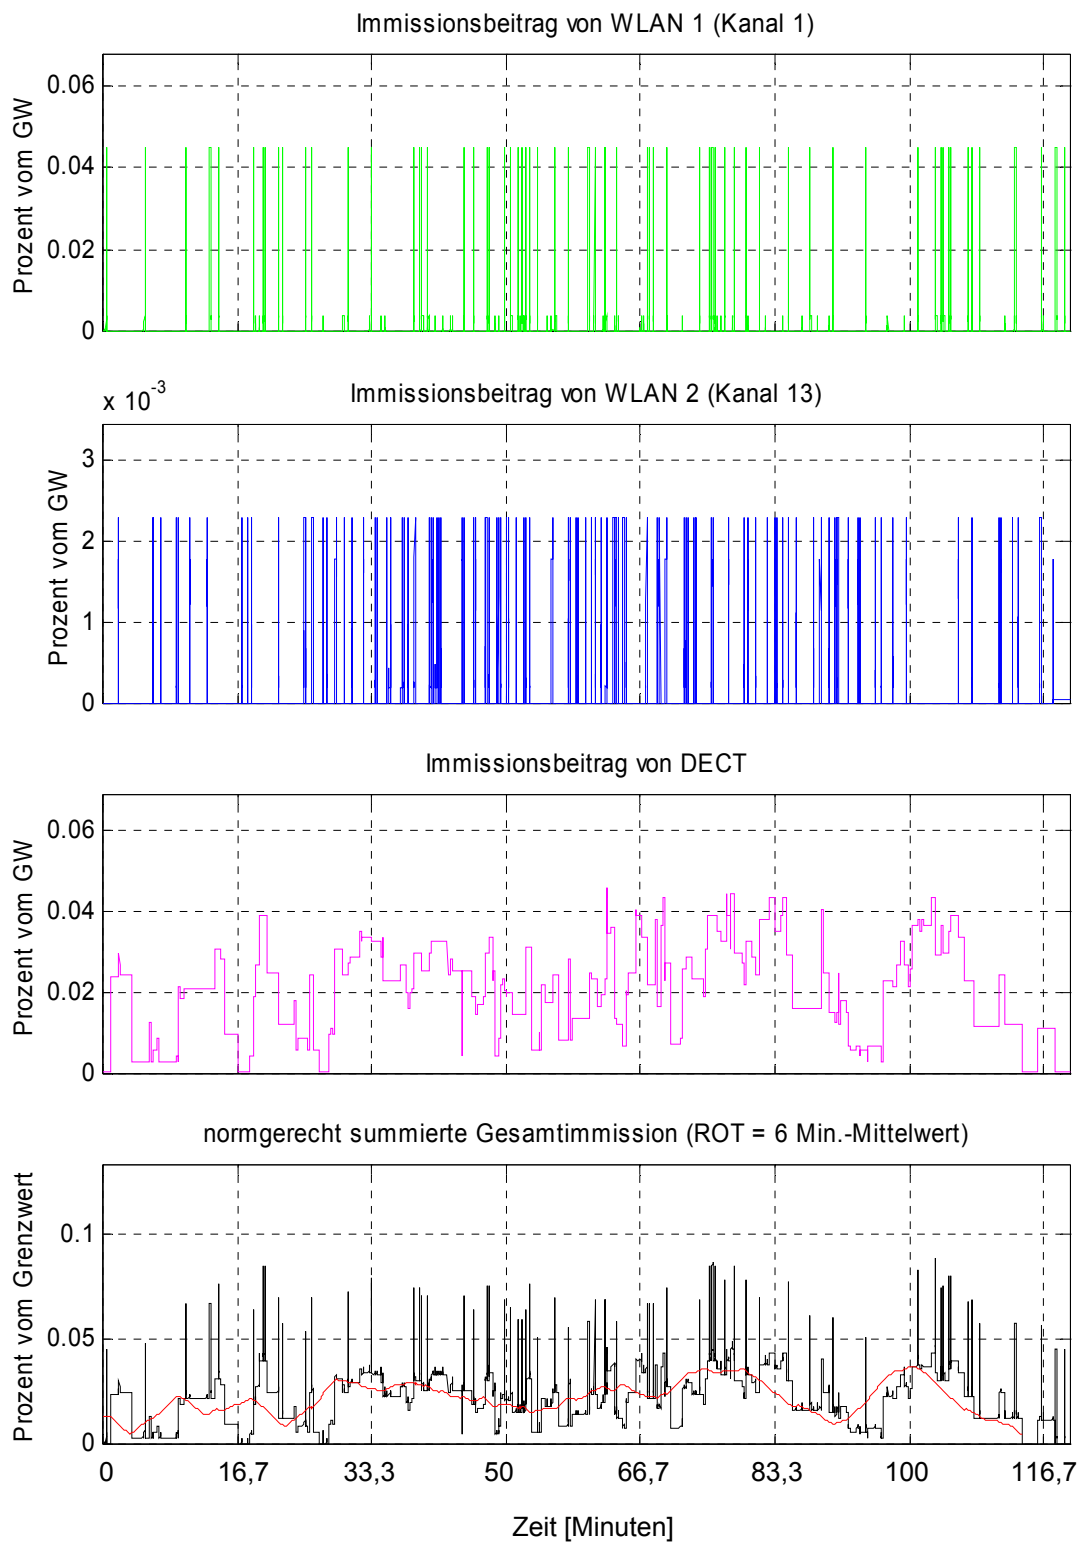 Immissionsbeitrag von WLAN 1 (Kanal 1)
Prozent vom GW
0.06
0.04
0.02
0
Immissionsbeitrag von WLAN 2 (Kanal 13)
x 10^-3
Prozent vom GW
3
2
1
0
Immissionsbeitrag von DECT
Prozent vom GW
0.06
0.04
0.02
0
normgerecht summierte Gesamtimmission (ROT = 6 Min.-Mittelwert)
Prozent vom Grenzwert
0.1
0.05
0
0 16,7 33,3 50 66,7 83,3 100 116,7
Zeit [Minuten]